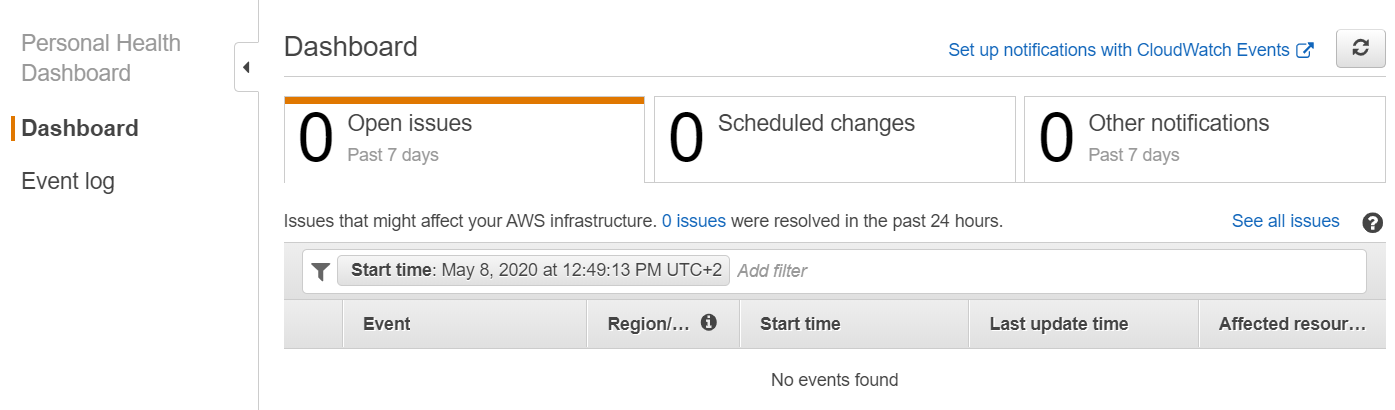 Personal Health
Dashboard
Dashboard
Event log
Dashboard
Set up notifications with CloudWatch Events
0 Open issues
Past 7 days
0 Scheduled changes
0 Other notifications
Past 7 days
Issues that might affect your AWS infrastructure. 0 issues were resolved in the past 24 hours.
See all issues
Start time: May 8, 2020 at 12:49:13 PM UTC+2 Add filter
Event Region/... Start time Last update time Affected resour...
No events found